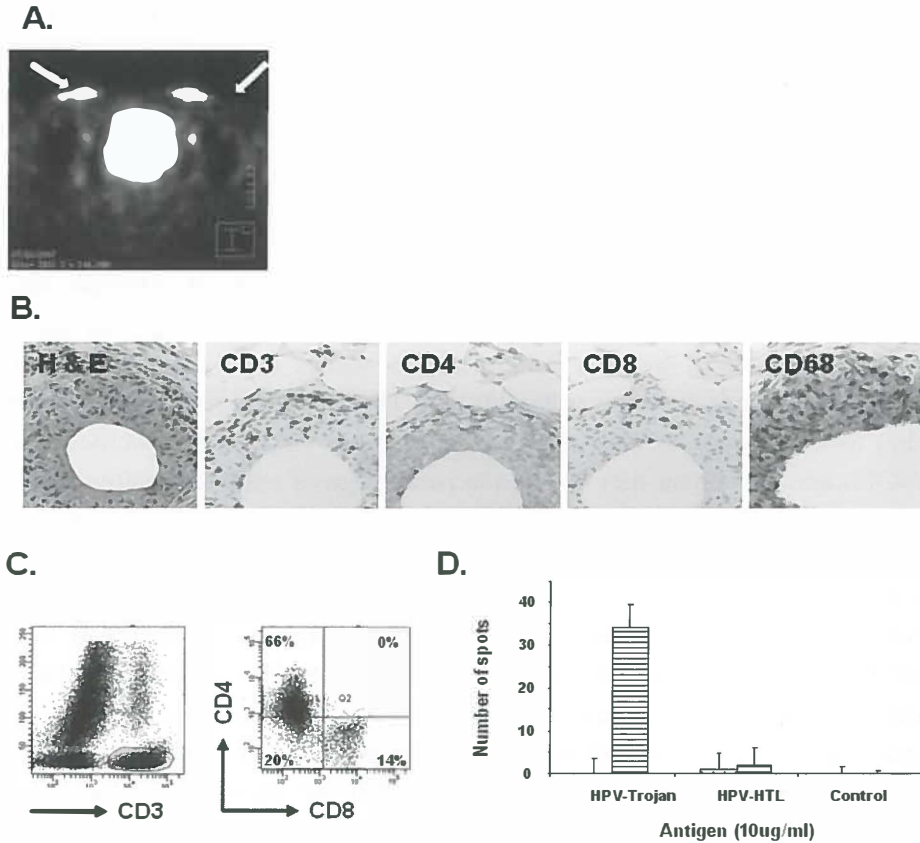 A.
B.
H & E
CD3
CD4
CD8
CD68
C.
CD3
CD4
CD8
66%
0%
Q2
20%
14%
D.
Number of spots
40
30
20
10
0
HPV-Trojan
HPV-HTL
Control
Antigen (10ug/ml)